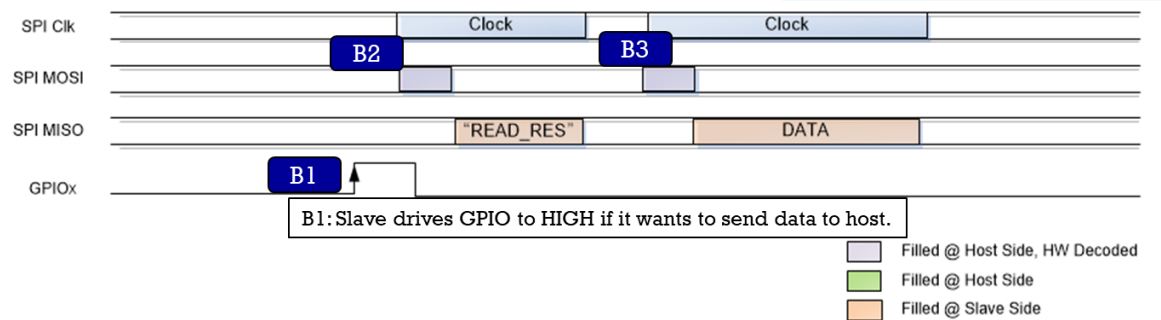 SPI Clk
Clock
Clock
B2
B3
SPI MOSI
SPI MISO
"READ_RES"
DATA
B1
GPIOx
B1: Slave drives GPIO to HIGH if it wants to send data to host.
Filled @ Host Side, HW Decoded
Filled @ Host Side
Filled @ Slave Side